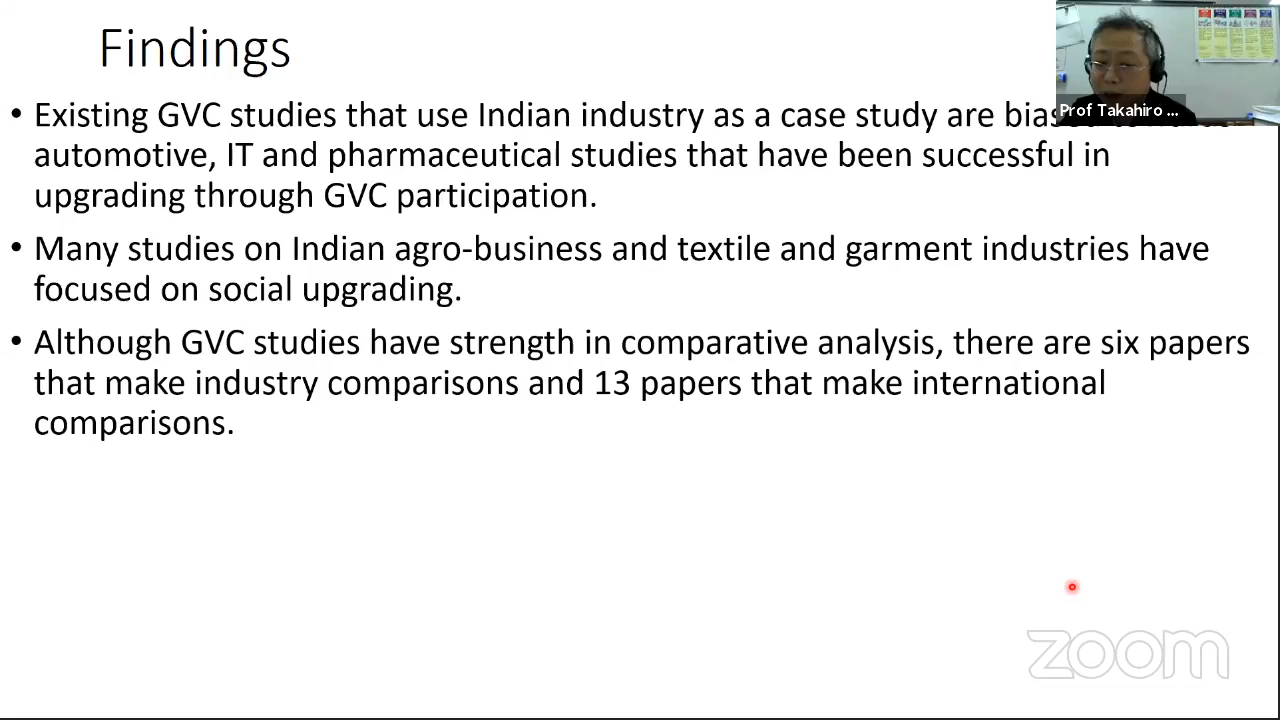 Findings
• Existing GVC studies that use Indian industry as a case study are
automotive, IT and pharmaceutical studies that have been successful in
upgrading through GVC participation.
• Many studies on Indian agro-business and textile and garment industries have
focused on social upgrading.
• Although GVC studies have strength in comparative analysis, there are six papers
that make industry comparisons and 13 papers that make international
comparisons.
Prof Takahiro ...
zoom